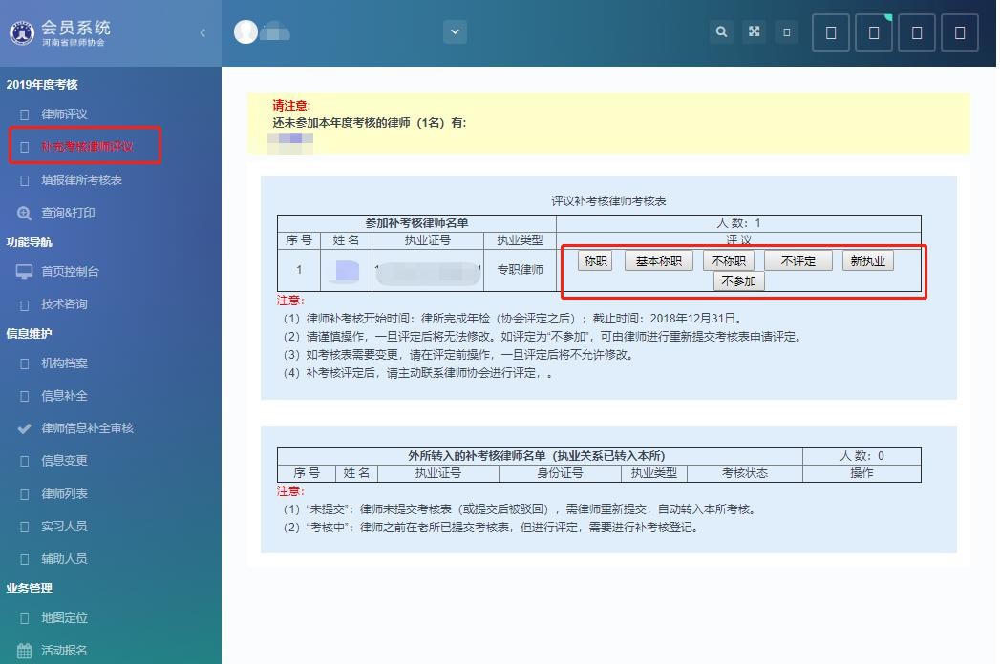 会员系统
河南省律师协会
2019年度考核
律师评议
补充考核律师评议
填报律所考核表
查询&打印
功能导航
首页控制台
技术咨询
信息维护
机构档案
信息补全
律师信息补全审核
信息变更
律师列表
实习人员
辅助人员
业务管理
地图定位
活动报名
请注意:
还未参加本年度考核的律师（1名）有:
评议补考核律师考核表
参加补考核律师名单 人 数：1
序 号 姓 名 执业证号 执业类型 评 议
1 专职律师 称职 基本称职 不称职 不评定 新执业
不参加
注意:
（1）律师补考核开始时间：律所完成年检（协会评定之后）；截止时间：2018年12月31日。
（2）请谨慎操作，一旦评定后将无法修改。如评定为“不参加”，可由律师进行重新提交考核表申请评定。
（3）如考核表需要变更，请在评定前操作，一旦评定后将不允许修改。
（4）补考核评定后，请主动联系律师协会进行评定，。
外所转入的补考核律师名单（执业关系已转入本所） 人 数：0
序 号 姓 名 执业证号 身份证号 执业类型 考核状态 操作
注意:
（1）“未提交”：律师未提交考核表（或提交后被驳回），需律师重新提交，自动转入本所考核。
（2）“考核中”：律师之前在老所已提交考核表，但进行评定，需要进行补考核登记。